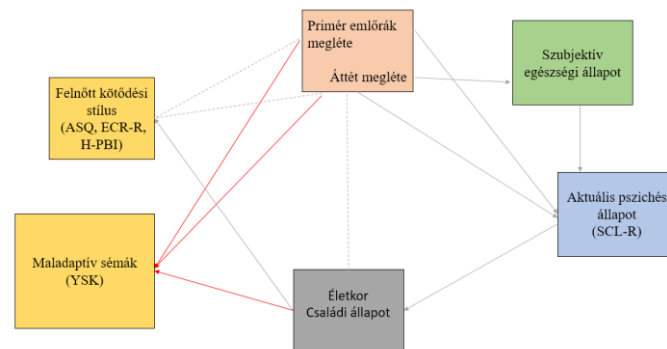 Primér emlőrák
megléte
Áttét megléte
Szubjektív
egészségi állapot
Felnőtt kötődési
stílus
(ASQ, ECR-R,
H-PBI)
Aktuális pszichés
állapot
(SCL-R)
Maladaptív sémák
(YSK)
Életkor
Családi állapot